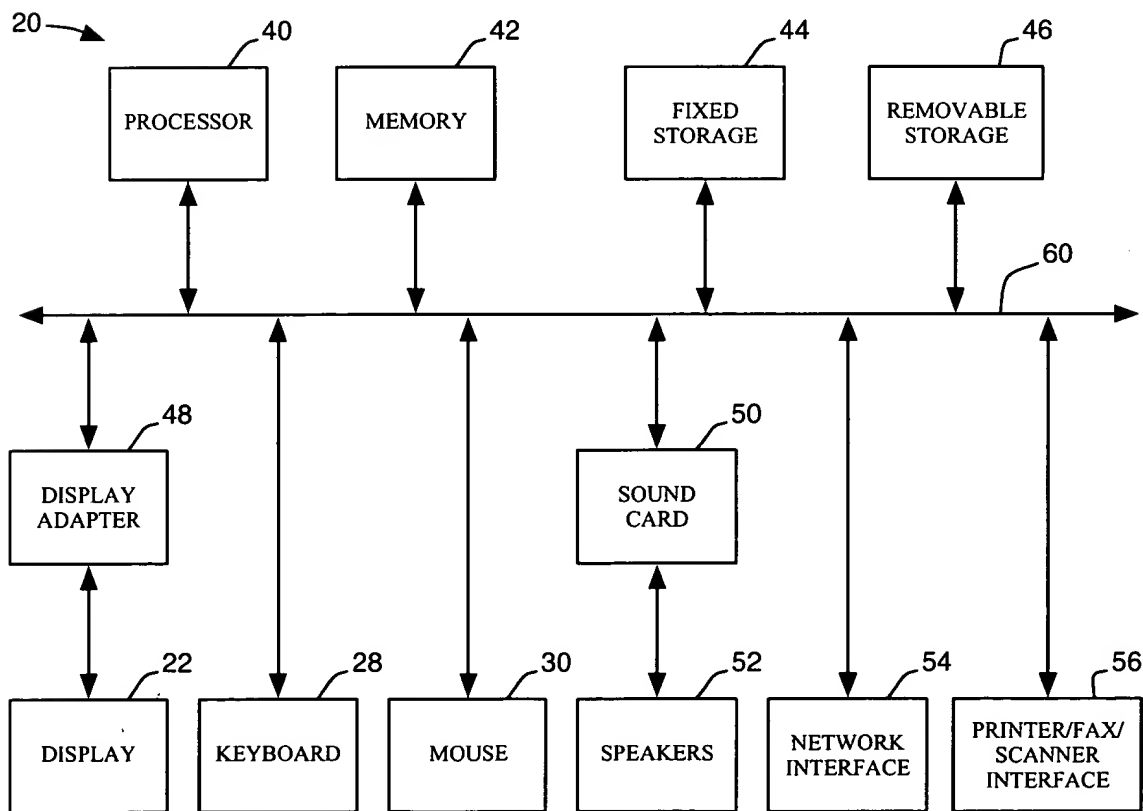 20
40
42
44
46
PROCESSOR
MEMORY
FIXED
STORAGE
REMOVABLE
STORAGE
60
48
50
DISPLAY
ADAPTER
SOUND
CARD
22
28
30
52
54
56
DISPLAY
KEYBOARD
MOUSE
SPEAKERS
NETWORK
INTERFACE
PRINTER/FAX/
SCANNER
INTERFACE